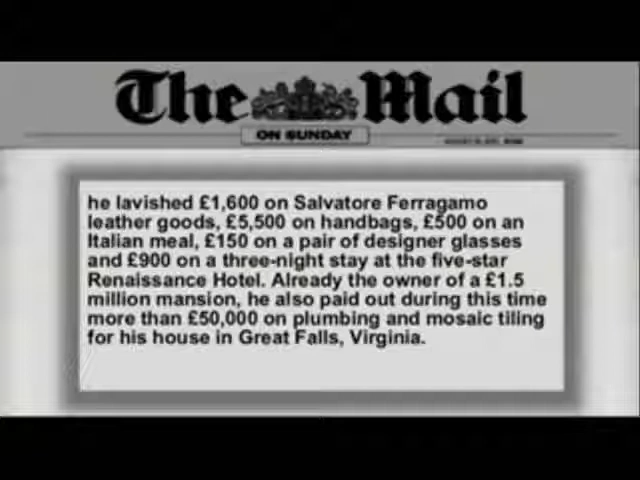 The Mail
ON SUNDAY
he lavished £1,600 on Salvatore Ferragamo
leather goods, £5,500 on handbags, £500 on an
Italian meal, £150 on a pair of designer glasses
and £900 on a three-night stay at the five-star
Renaissance Hotel. Already the owner of a £1.5
million mansion, he also paid out during this time
more than £50,000 on plumbing and mosaic tiling
for his house in Great Falls, Virginia.